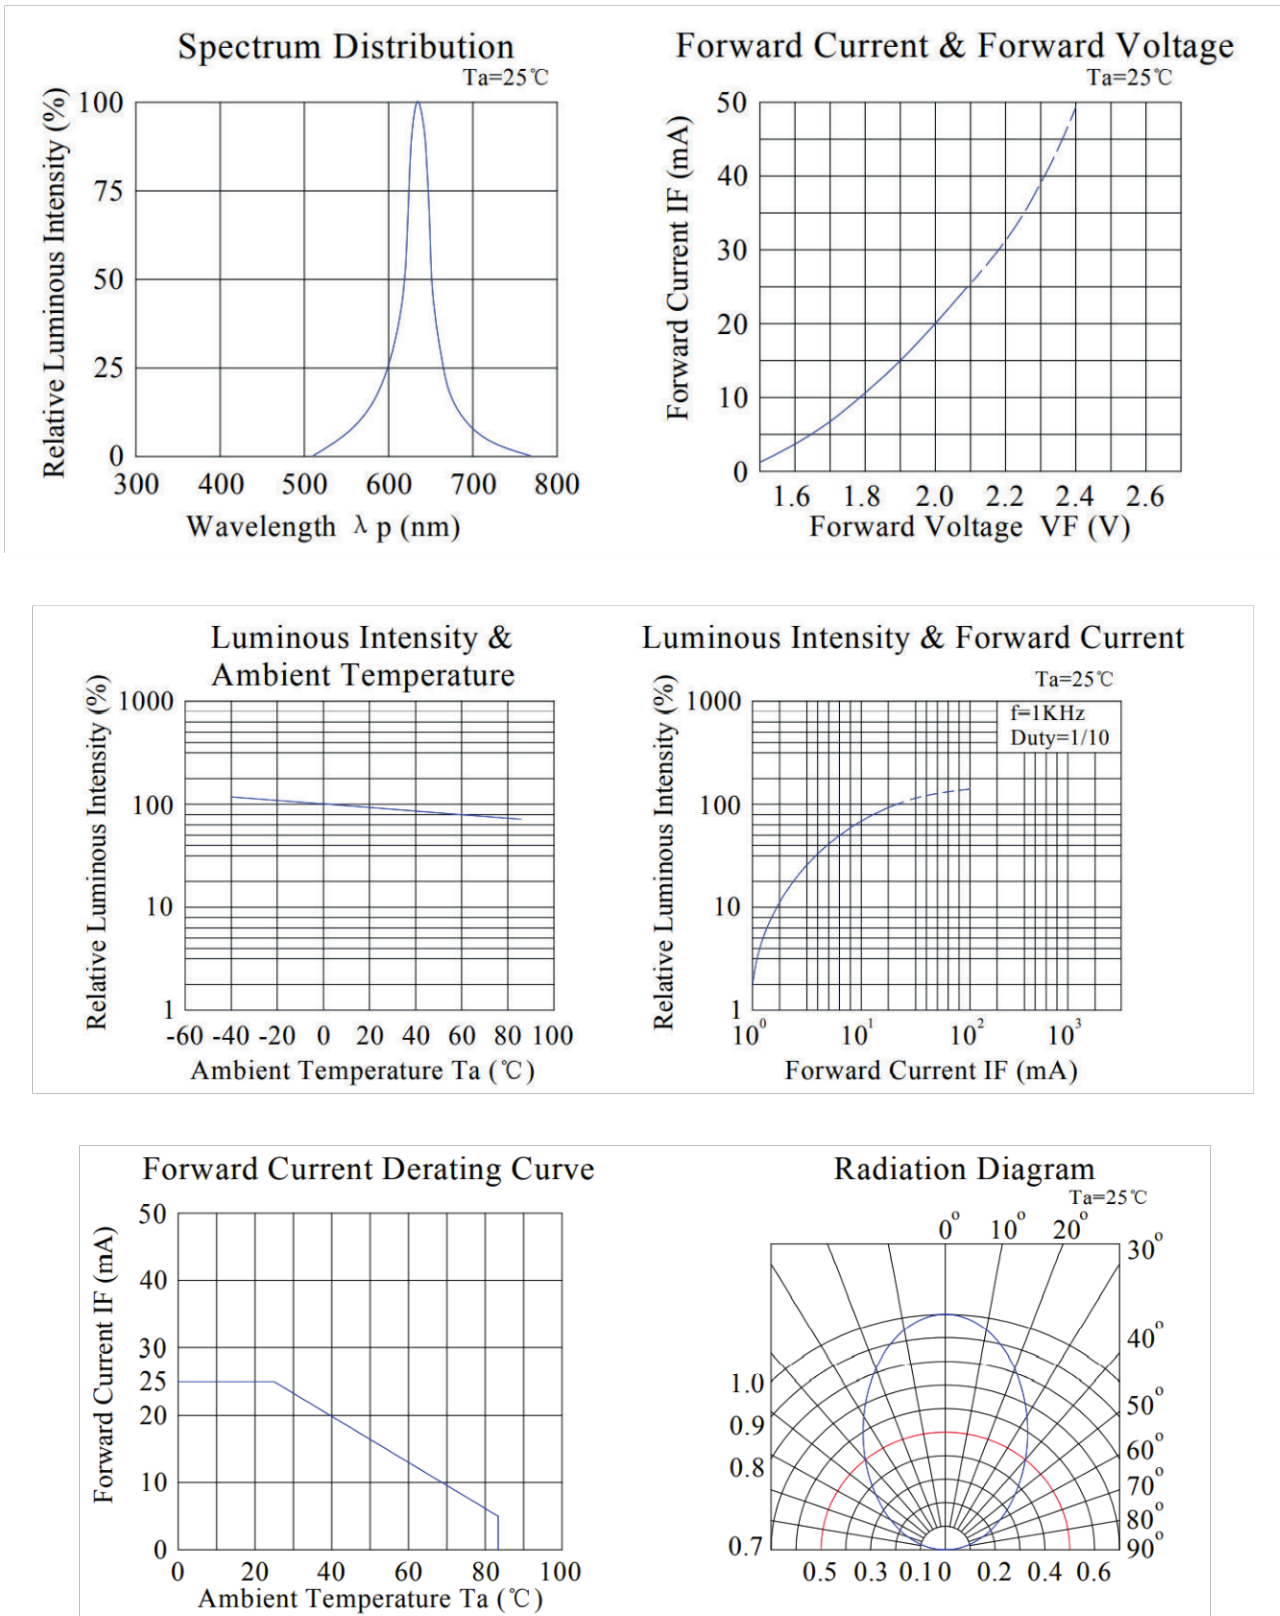 Spectrum Distribution
Ta=25℃
Relative Luminous Intensity (%)
100
75
50
25
0
300 400 500 600 700 800
Wavelength λ p (nm)
Forward Current & Forward Voltage
Ta=25℃
Forward Current IF (mA)
50
40
30
20
10
0
1.6 1.8 2.0 2.2 2.4 2.6
Forward Voltage VF (V)
Luminous Intensity &
Ambient Temperature
Relative Luminous Intensity (%)
1000
100
10
1
-60 -40 -20 0 20 40 60 80 100
Ambient Temperature Ta (℃)
Luminous Intensity & Forward Current
Ta=25℃
f=1KHz
Duty=1/10
Relative Luminous Intensity (%)
1000
100
10
1
10⁰ 10¹ 10² 10³
Forward Current IF (mA)
Forward Current Derating Curve
Forward Current IF (mA)
50
40
30
25
20
10
0
0 20 40 60 80 100
Ambient Temperature Ta (℃)
Radiation Diagram
Ta=25℃
0° 10° 20°
30°
40°
50°
60°
70°
80°
90°
1.0
0.9
0.8
0.7
0.5 0.3 0.1 0 0.2 0.4 0.6